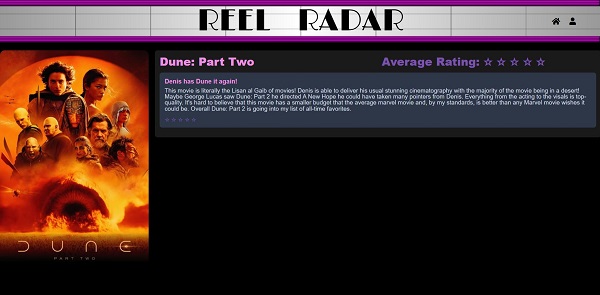 REEL RADAR
Dune: Part Two
Average Rating: ☆ ☆ ☆ ☆ ☆
Denis has Dune it again!
This movie is literally the Lisan al Gaib of movies! Denis is able to deliver his usual stunning cinematography with the majority of the movie being in a desert!
Maybe George Lucas saw Dune: Part 2 he directed A New Hope he could have taken many pointers from Denis. Everything from the acting to the visals is top-
quality. It's hard to believe that this movie has a smaller budget that the average marvel movie and, by my standards, is better than any Marvel movie wishes it
could be. Overall Dune: Part 2 is going into my list of all-time favorites.
☆ ☆ ☆ ☆ ☆
DUNE
PART TWO